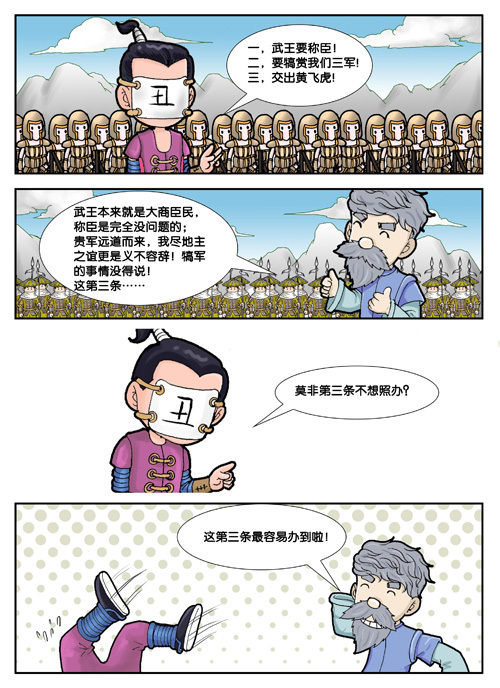 一，武王要称臣！
二，要犒赏我们三军！
三，交出黄飞虎！
丑
武王本来就是大商臣民，
称臣是完全没问题的；
贵军远道而来，我尽地主
之谊更是义不容辞！犒军
的事情没得说！
这第三条……
莫非第三条不想照办？
丑
这第三条最容易办到啦！